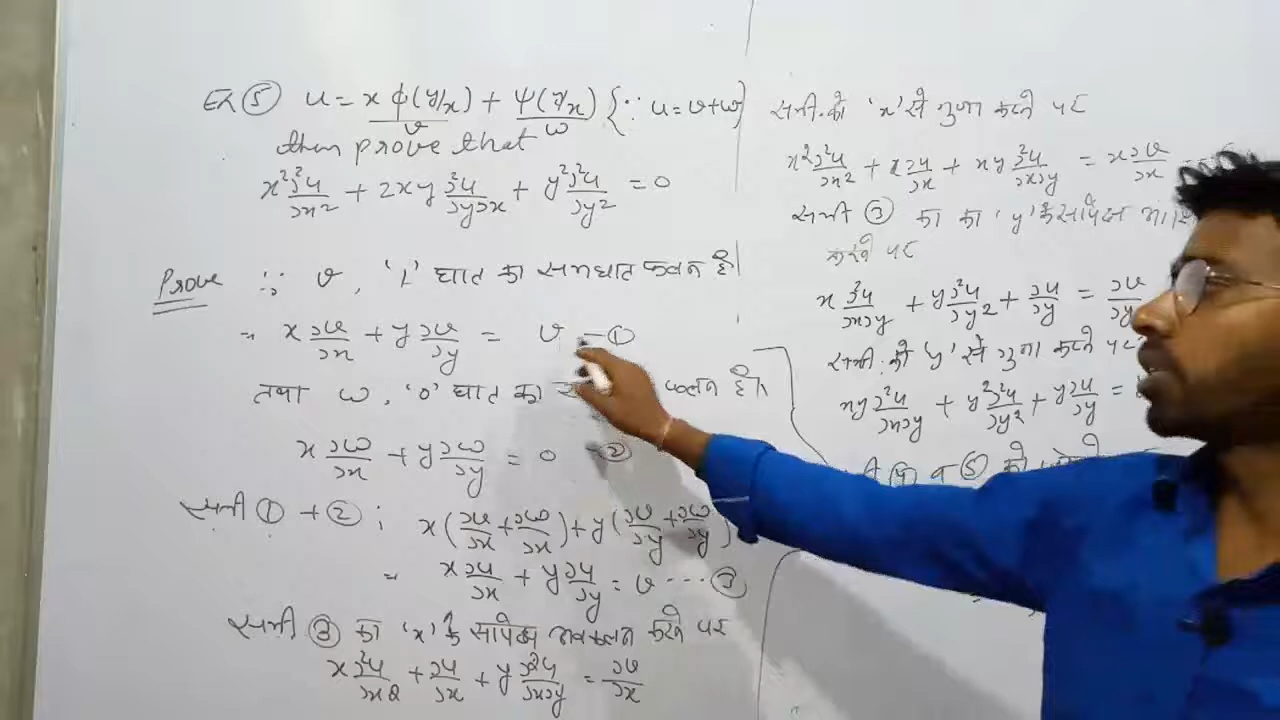 Ex ⑤ u = x ϕ(y/x) + ψ(y/x) {∵ u = v+w}
v w
then prove that
x² ∂²u/∂x² + 2xy ∂²u/∂y∂x + y² ∂²u/∂y² = 0
Prove ∵ v, '1' घात का समघात फलन है।
= x ∂v/∂x + y ∂v/∂y = v —①
तथा w, '0' घात का फलन है।
x ∂w/∂x + y ∂w/∂y = 0 —②
समी ① + ② ; x(∂v/∂x + ∂w/∂x) + y(∂v/∂y + ∂w/∂y)
= x ∂u/∂x + y ∂u/∂y = v ---- ③
समी ③ का 'x' के सापेक्ष अवकलन करने पर
x ∂²u/∂x² + ∂u/∂x + y ∂²u/∂x∂y = ∂v/∂x
समी. को 'x' से गुणा करने पर
x² ∂²u/∂x² + x ∂u/∂x + xy ∂²u/∂x∂y = x ∂v/∂x
समी ③ का का 'y' के सापेक्ष
करने पर
x ∂²u/∂x∂y + y ∂²u/∂y² + ∂u/∂y = ∂v/∂y
समी. को 'y' से गुणा करने पर
xy ∂²u/∂x∂y + y² ∂²u/∂y² + y ∂u/∂y =
④ व ⑤ को